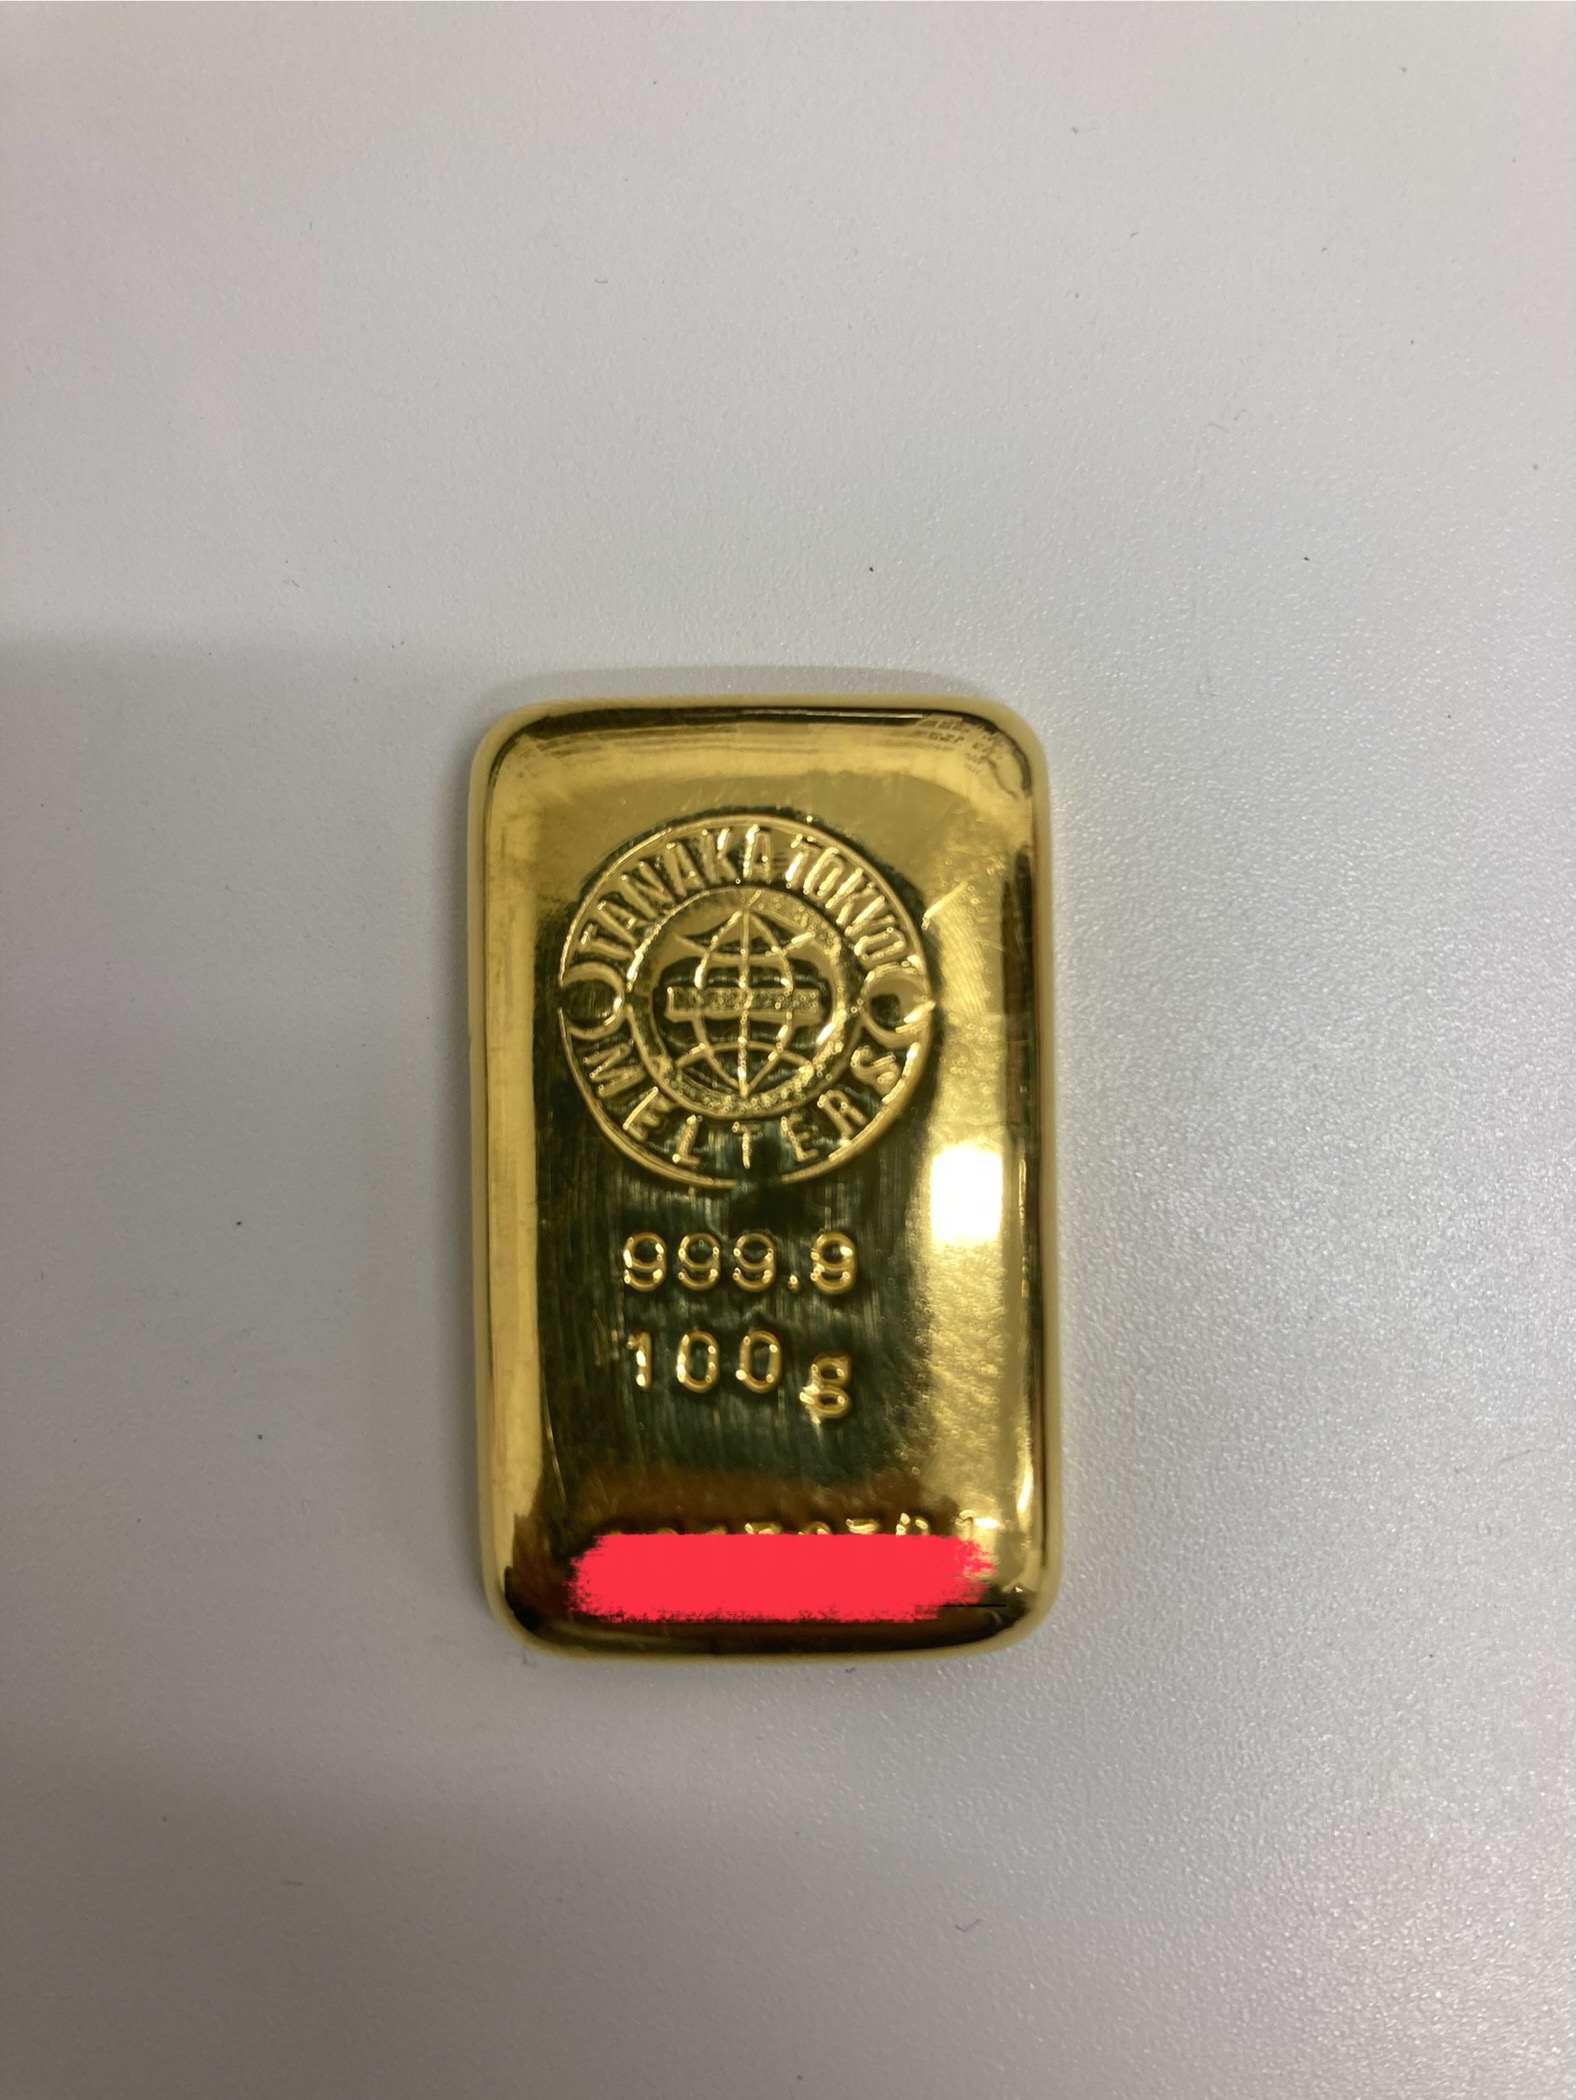 TANAKA TOKYO
MELTERS
999.9
100g